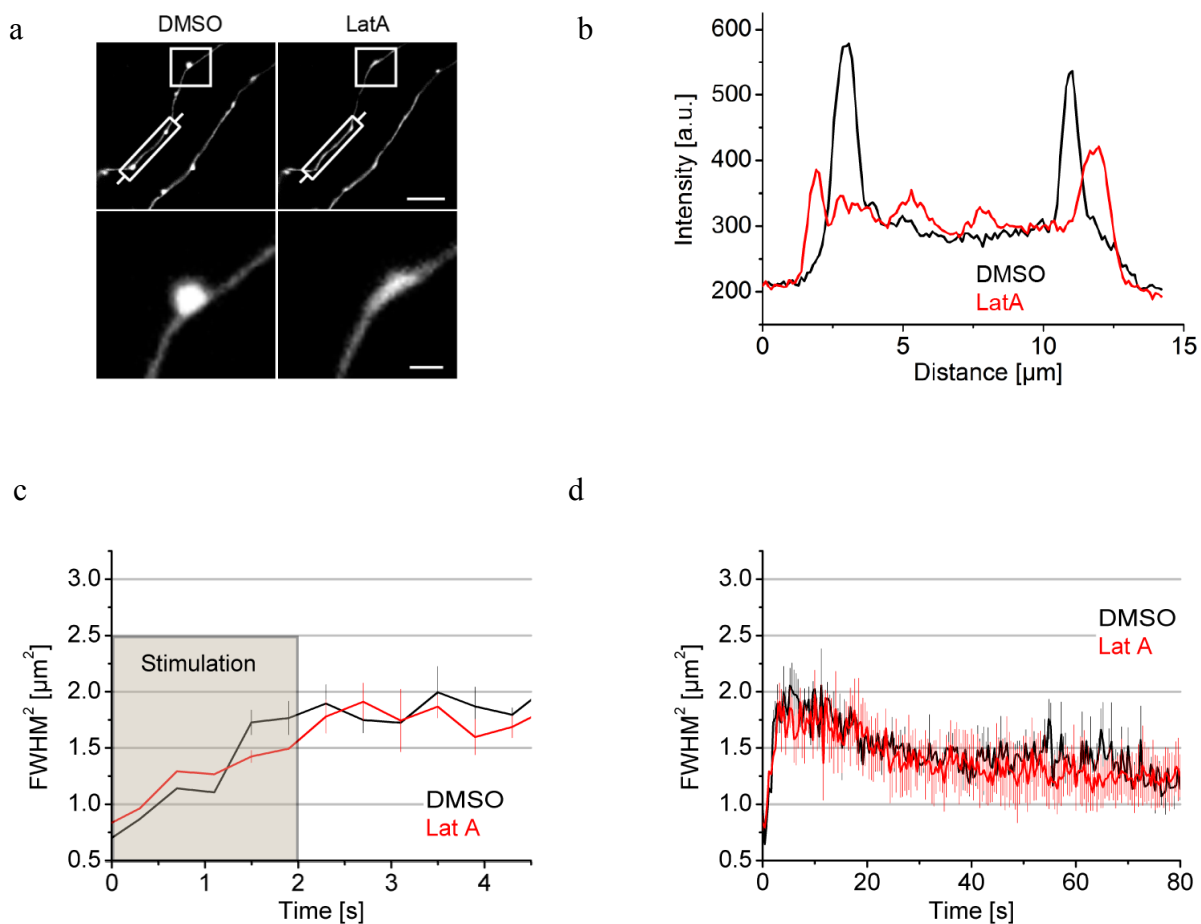 a
DMSO LatA
b
600
500
400
300
200
Intensity [a.u.]
DMSO
LatA
0 5 10 15
Distance [µm]
c
3.0
2.5
2.0
1.5
1.0
0.5
FWHM² [µm²]
Stimulation
DMSO
Lat A
0 1 2 3 4
Time [s]
d
3.0
2.5
2.0
1.5
1.0
0.5
FWHM² [µm²]
DMSO
Lat A
0 20 40 60 80
Time [s]